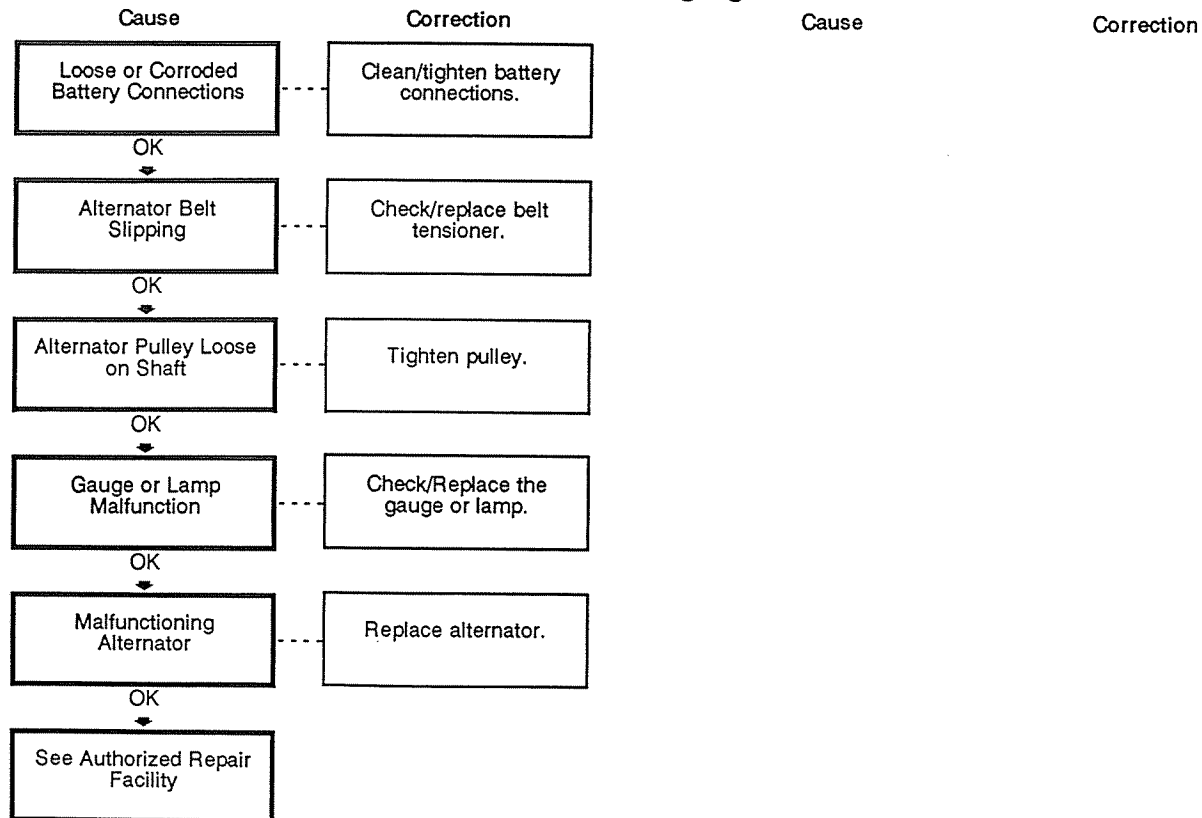 Cause
Correction
Cause
Correction
Loose or Corroded
Battery Connections
Clean/tighten battery
connections.
OK
Alternator Belt
Slipping
Check/replace belt
tensioner.
OK
Alternator Pulley Loose
on Shaft
Tighten pulley.
OK
Gauge or Lamp
Malfunction
Check/Replace the
gauge or lamp.
OK
Malfunctioning
Alternator
Replace alternator.
OK
See Authorized Repair
Facility